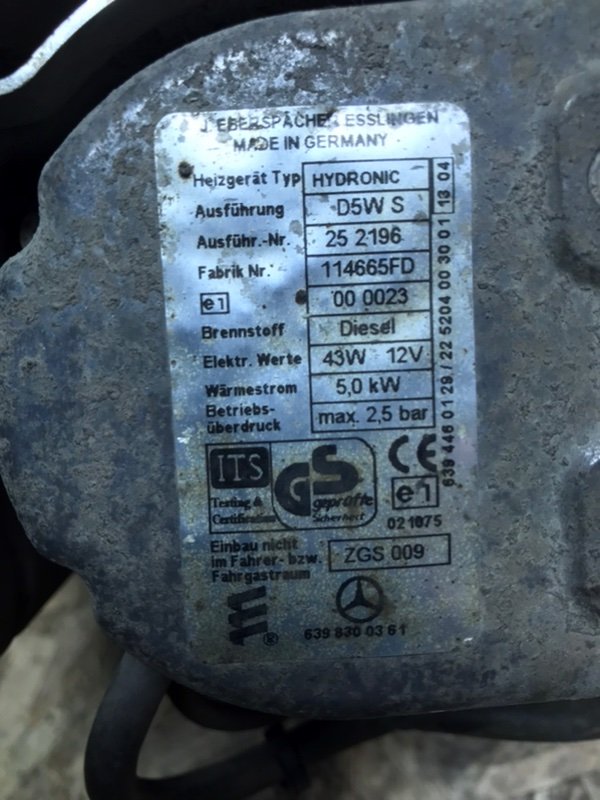 J. EBERSPÄCHER ESSLINGEN
MADE IN GERMANY
Heizgerät Typ HYDRONIC
Ausführung D5W S
Ausführ.-Nr. 25 2196
Fabrik Nr. 114665FD
e1 00 0023
Brennstoff Diesel
Elektr. Werte 43W 12V
Wärmestrom 5,0 kW
Betriebs-
überdruck max. 2,5 bar
639 446 01 29 / 22 5204 00 30 01 13 04
ITS
Testing &
Certification
GS
geprüfte
Sicherheit
CE
e1
021875
Einbau nicht
im Fahrer- bzw.
Fahrgastraum
ZGS 009
639 830 03 61